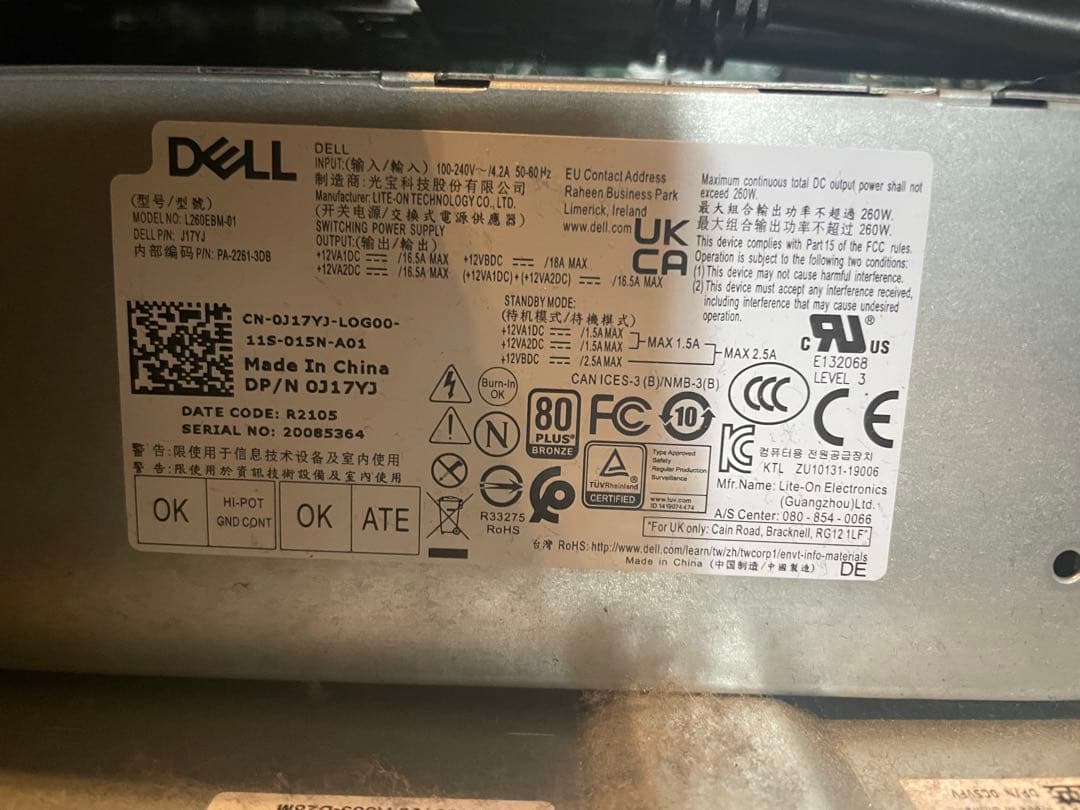 DELL
DELL
INPUT:(输入/輸入) 100-240V~/4.2A 50-60Hz
制造商:光宝科技股份有限公司
Manufacturer: LITE-ON TECHNOLOGY CO., LTD.
(开关电源/交換式電源供應器)
SWITCHING POWER SUPPLY
OUTPUT:(输出/輸出)
+12VA1DC ⎓ /16.5A MAX +12VBDC ⎓ /18A MAX
+12VA2DC ⎓ /16.5A MAX (+12VA1DC)+(+12VA2DC) ⎓ /16.5A MAX
(型号/型號)
MODEL NO: L260EBM-01
DELL P/N: J17YJ
内部编码 P/N: PA-2261-3DB
EU Contact Address
Raheen Business Park
Limerick, Ireland
www.dell.com
UK
CA
Maximum continuous total DC output power shall not
exceed 260W.
最大組合輸出功率不超過 260W.
最大组合输出功率不超过 260W.
This device complies with Part 15 of the FCC rules.
Operation is subject to the following two conditions:
(1) This device may not cause harmful interference.
(2) This device must accept any interference received,
including interference that may cause undesired
operation.
STANDBY MODE:
(待机模式/待機模式)
+12VA1DC ⎓ /1.5A MAX
+12VA2DC ⎓ /1.5A MAX
MAX 1.5A
+12VBDC ⎓ /2.5A MAX
MAX 2.5A
CN-0J17YJ-LOG00-
11S-015N-A01
Made In China
DP/N 0J17YJ
DATE CODE: R2105
SERIAL NO: 20085364
警告:限使用于信息技术设备及室内使用
警告:限使用於資訊技術設備及室內使用
OK
HI-POT
GND CONT
OK
ATE
Burn-In
OK
N
CAN ICES-3 (B)/NMB-3(B)
80
PLUS®
BRONZE
FC
10
c RU ® US
E132068
LEVEL 3
CCC
CE
TÜVRheinland
CERTIFIED
Type Approved
Safety
Regular Production
Surveillance
www.tuv.com
ID 1419074474
R33275
RoHS
컴퓨터용 전원공급장치
KTL ZU10131-19006
Mfr.Name: Lite-On Electronics
(Guangzhou)Ltd.
A/S Center: 080 - 854 - 0066
*For UK only: Cain Road, Bracknell, RG12 1LF*
台灣 RoHS: http://www.dell.com/learn/tw/zh/twcorp1/envt-info-materials
Made in China (中国制造/中國製造)
DE